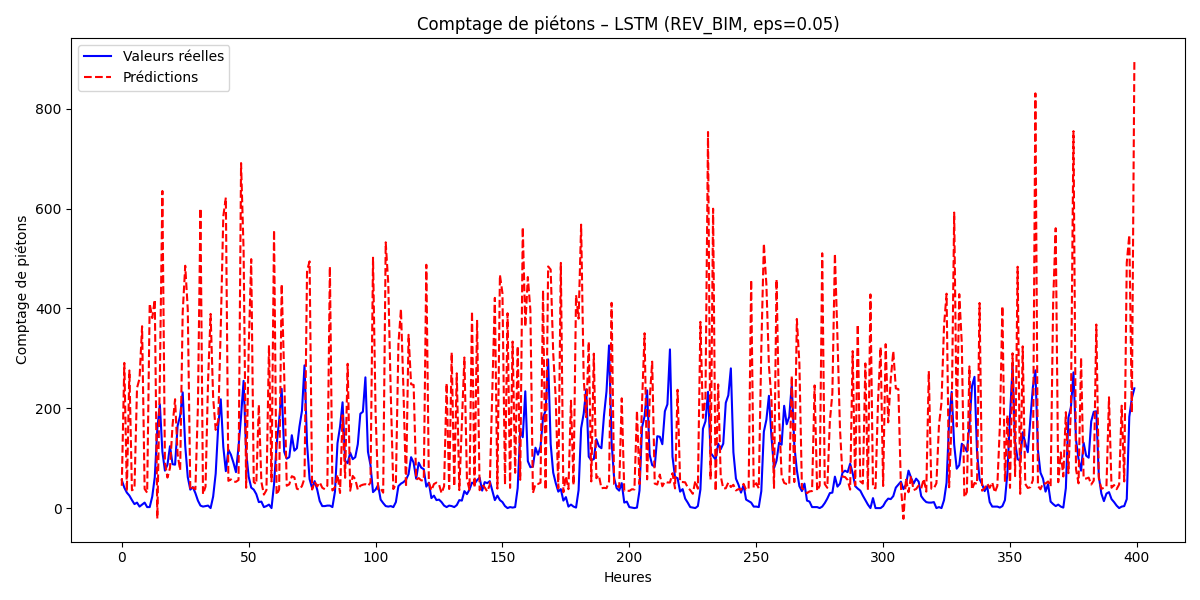 Comptage de piétons – LSTM (REV_BIM, eps=0.05)
Valeurs réelles
Prédictions
Comptage de piétons
800
600
400
200
0
0 50 100 150 200 250 300 350 400
Heures